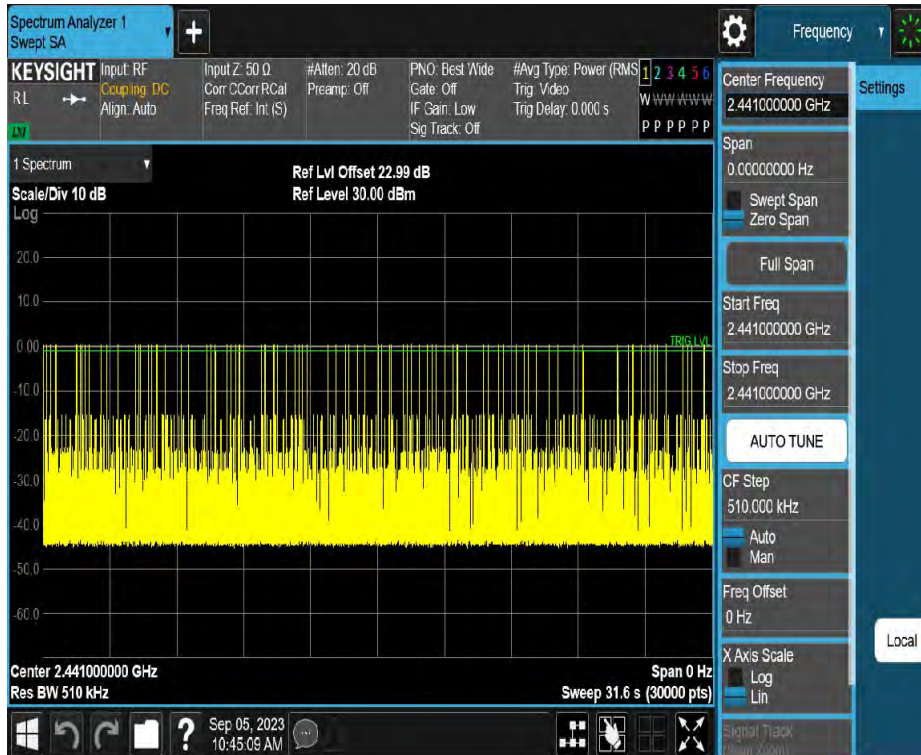 Spectrum Analyzer 1
Swept SA
Frequency
KEYSIGHT
RL
LXI
Input: RF
Coupling: DC
Align: Auto
Input Z: 50 Ω
Corr CCorr RCal
Freq Ref: Int (S)
#Atten: 20 dB
Preamp: Off
PNO: Best Wide
Gate: Off
IF Gain: Low
Sig Track: Off
#Avg Type: Power (RMS
Trig: Video
Trig Delay: 0.000 s
1 2 3 4 5 6
W W W W W W
P P P P P P
1 Spectrum
Scale/Div 10 dB
Log
Ref Lvl Offset 22.99 dB
Ref Level 30.00 dBm
20.0
10.0
0.00
TRIG LVL
-10.0
-20.0
-30.0
-40.0
-50.0
-60.0
Center 2.441000000 GHz
Res BW 510 kHz
Span 0 Hz
Sweep 31.6 s (30000 pts)
Center Frequency
2.441000000 GHz
Span
0.00000000 Hz
Swept Span
Zero Span
Full Span
Start Freq
2.441000000 GHz
Stop Freq
2.441000000 GHz
AUTO TUNE
CF Step
510.000 kHz
Auto
Man
Freq Offset
0 Hz
X Axis Scale
Log
Lin
Signal Track
Settings
Local
?
Sep 05, 2023
10:45:09 AM